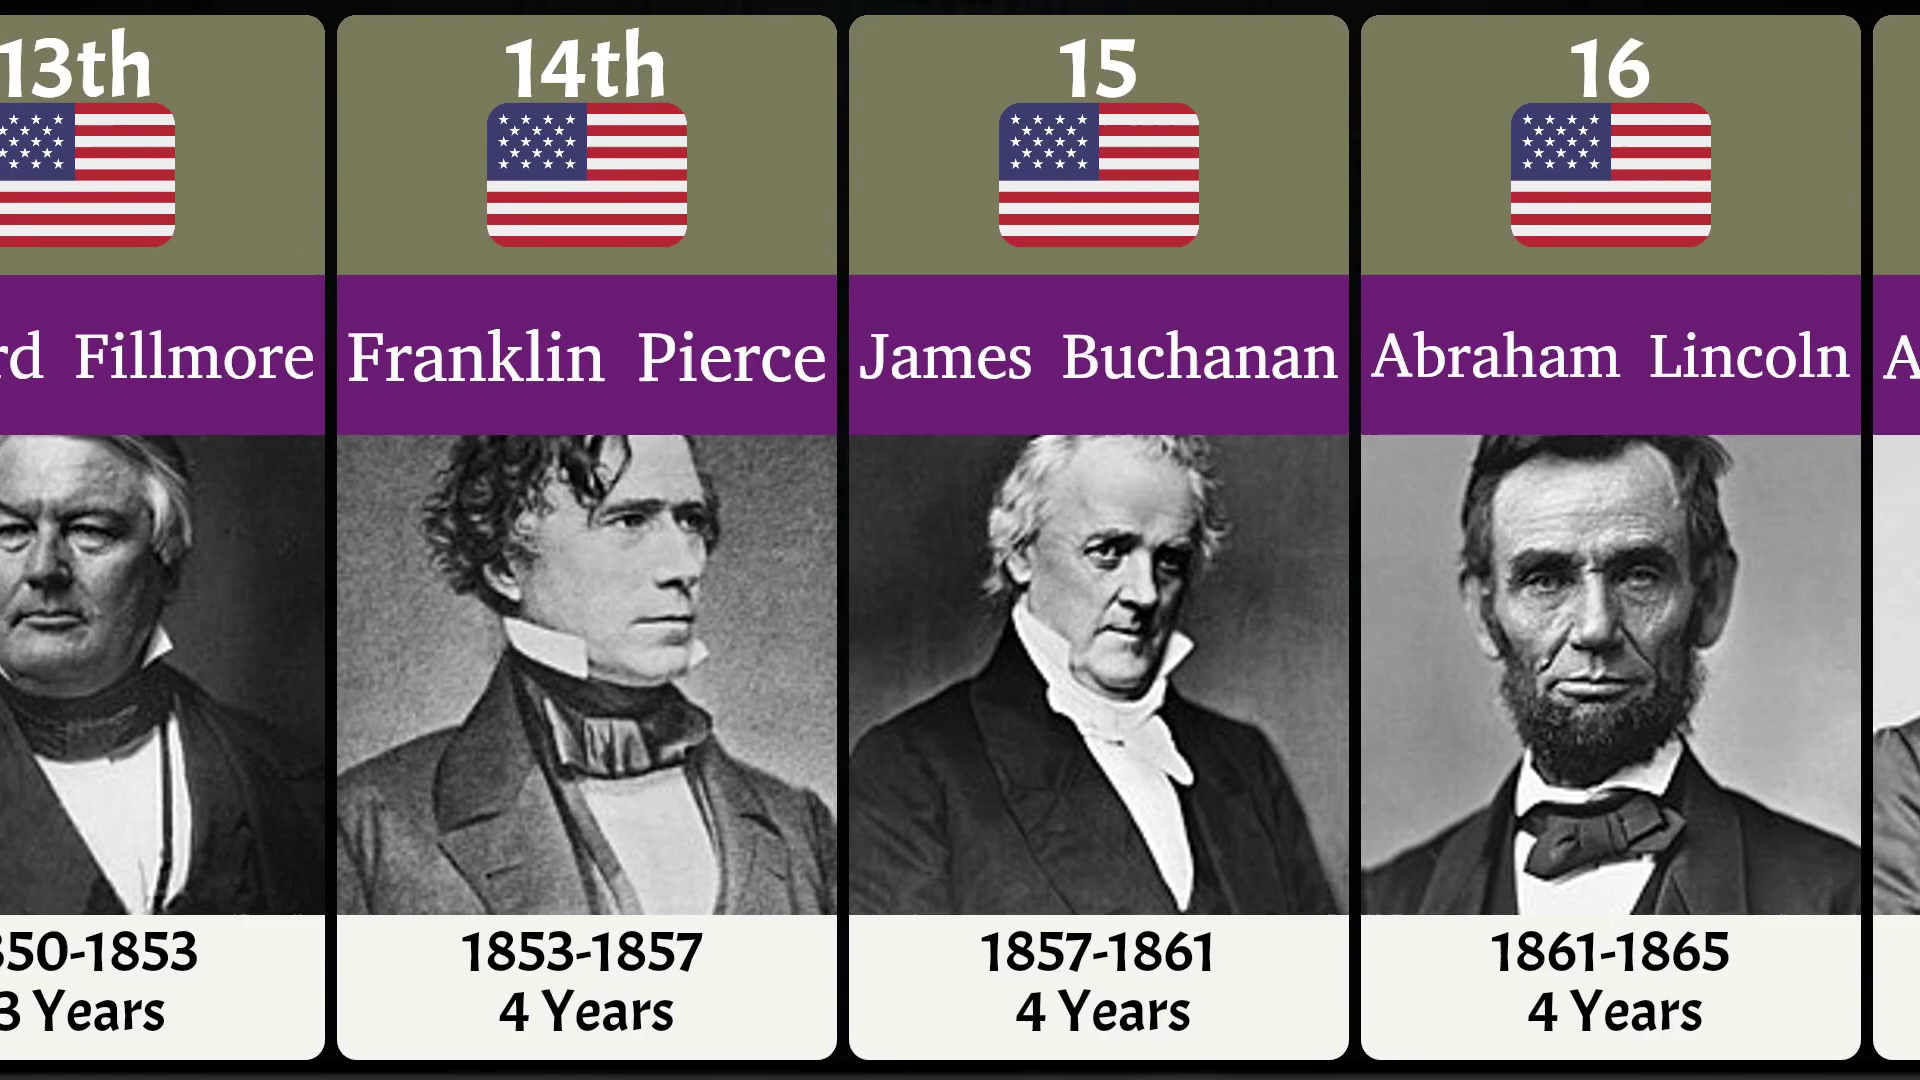 13th
rd Fillmore
850-1853
3 Years
14th
Franklin Pierce
1853-1857
4 Years
15
James Buchanan
1857-1861
4 Years
16
Abraham Lincoln
1861-1865
4 Years
A